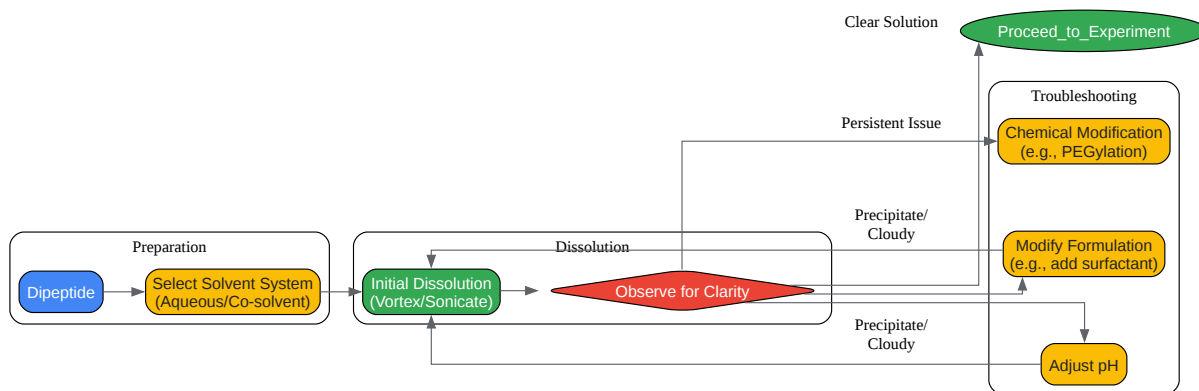 Clear Solution
Proceed_to_Experiment
Troubleshooting
Persistent Issue
Chemical Modification
(e.g., PEGylation)
Precipitate/
Cloudy
Preparation
Dissolution
Modify Formulation
(e.g., add surfactant)
Dipeptide
Select Solvent System
(Aqueous/Co-solvent)
Initial Dissolution
(Vortex/Sonicate)
Observe for Clarity
Precipitate/
Cloudy
Adjust pH